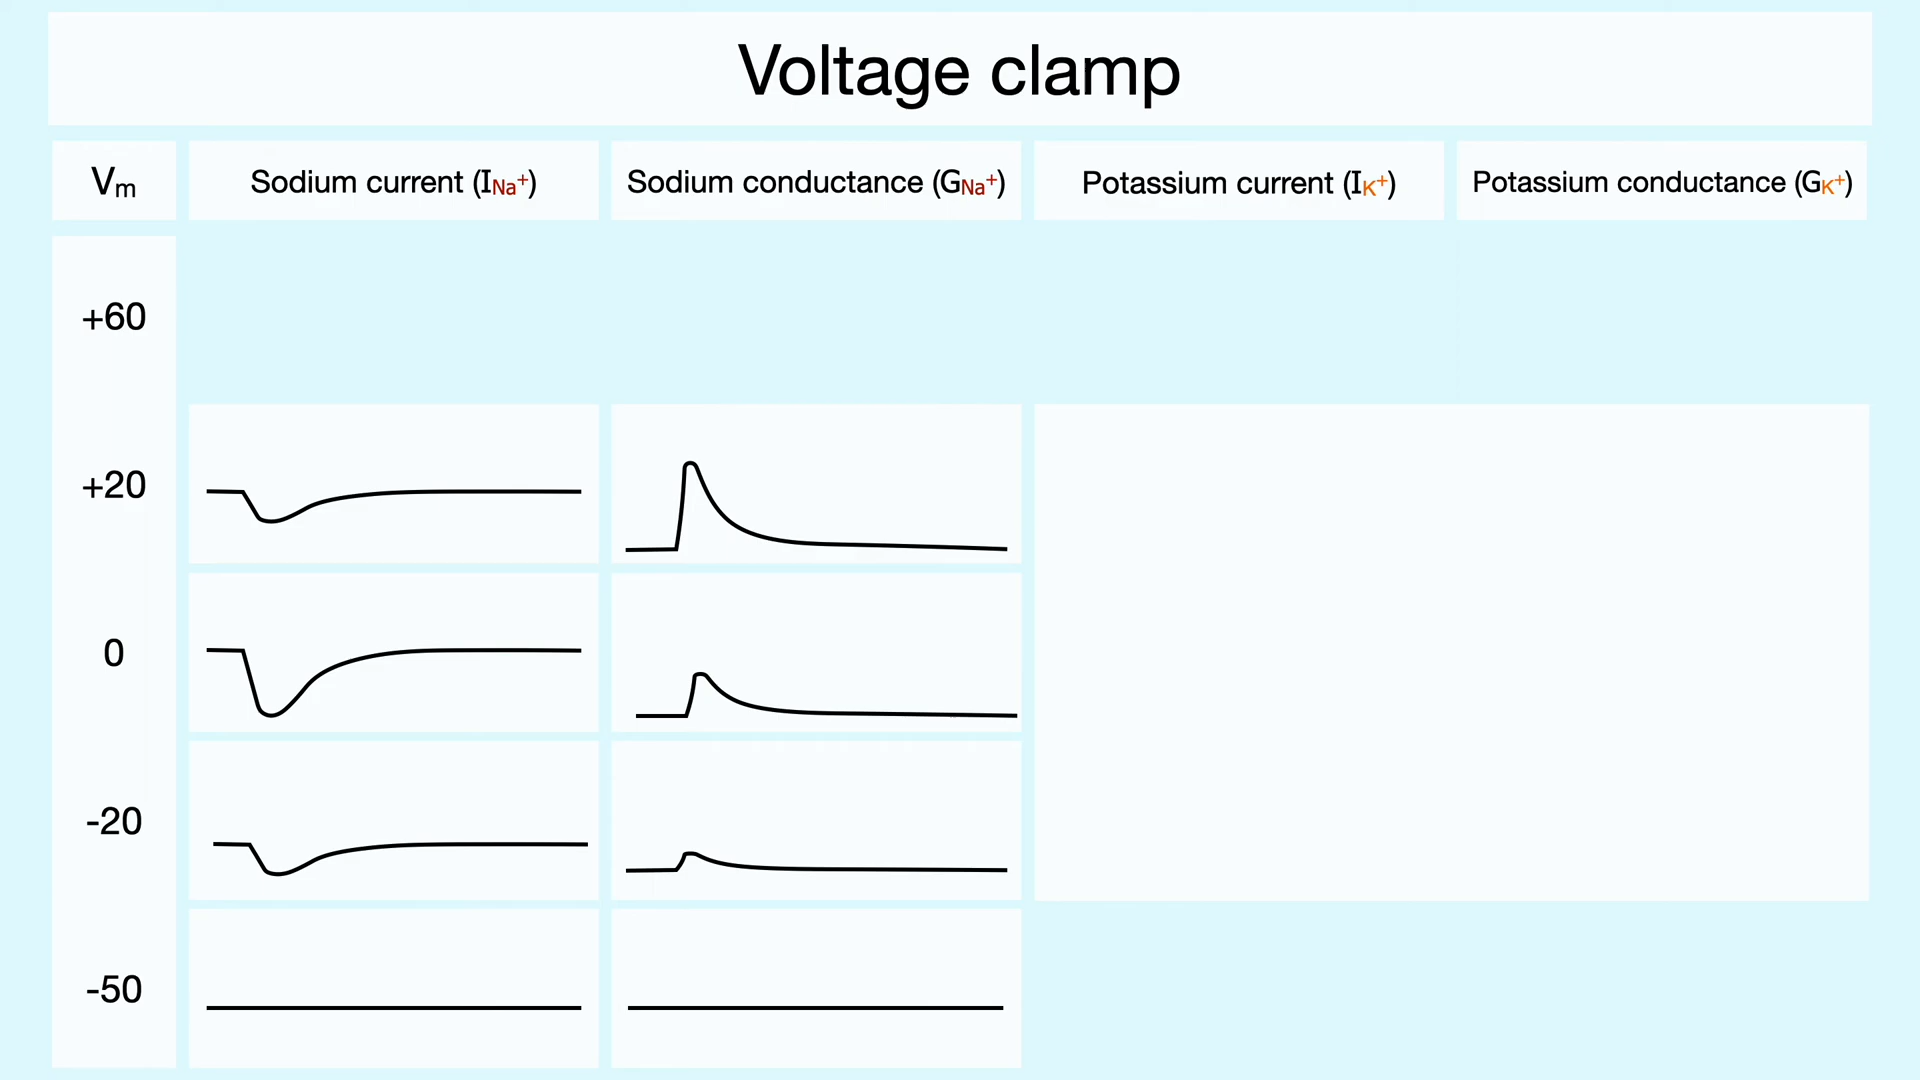 Voltage clamp
Vm
Sodium current (INa+)
Sodium conductance (GNa+)
Potassium current (IK+)
Potassium conductance (GK+)
+60
+20
0
-20
-50